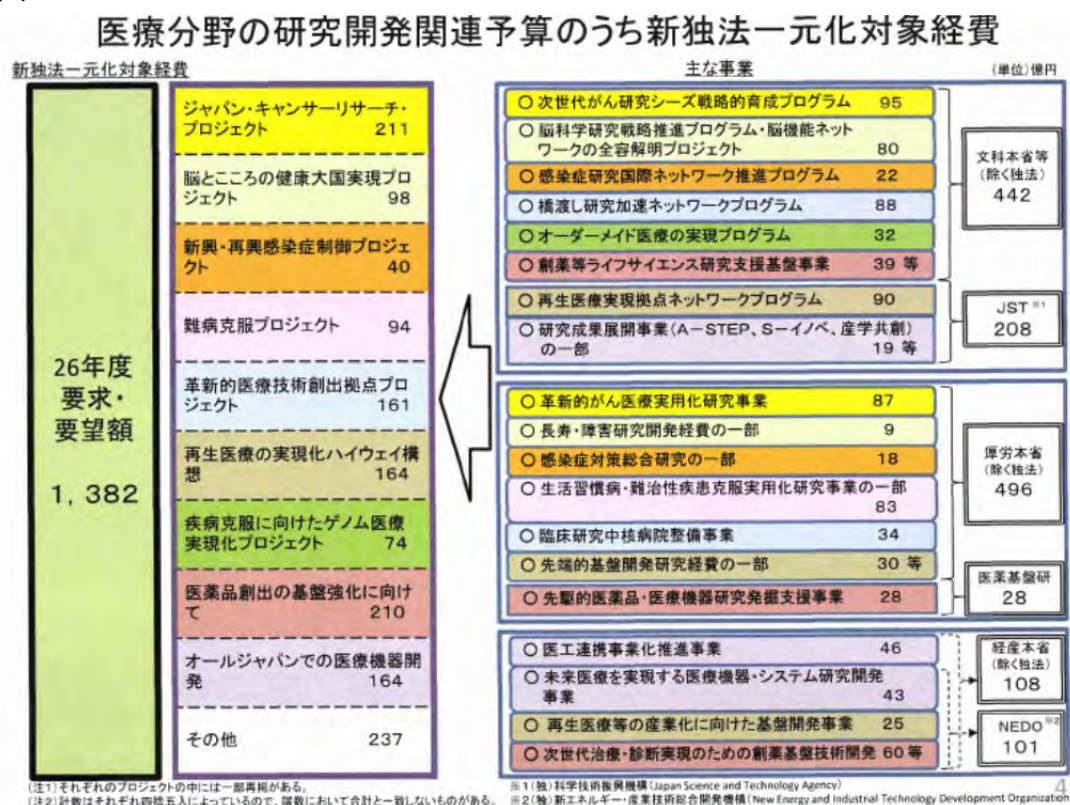 医療分野の研究開発関連予算のうち新独法一元化対象経費
新独法一元化対象経費
主な事業
(単位)億円
26年度
要求・
要望額
1,382
ジャパン・キャンサーリサーチ・
プロジェクト 211
脳とこころの健康大国実現プロ
ジェクト 98
新興・再興感染症制御プロジェ
クト 40
難病克服プロジェクト 94
革新的医療技術創出拠点プロ
ジェクト 161
再生医療の実現化ハイウェイ構
想 164
疾病克服に向けたゲノム医療
実現化プロジェクト 74
医薬品創出の基盤強化に向け
て 210
オールジャパンでの医療機器開
発 164
その他 237
○ 次世代がん研究シーズ戦略的育成プログラム 95
○ 脳科学研究戦略推進プログラム・脳機能ネット
ワークの全容解明プロジェクト 80
○ 感染症研究国際ネットワーク推進プログラム 22
○ 橋渡し研究加速ネットワークプログラム 88
○ オーダーメイド医療の実現プログラム 32
○ 創薬等ライフサイエンス研究支援基盤事業 39 等
○ 再生医療実現拠点ネットワークプログラム 90
○ 研究成果展開事業(A-STEP、S-イノベ、産学共創)
の一部 19 等
文科本省等
(除く独法)
442
JST ※1
208
○ 革新的がん医療実用化研究事業 87
○ 長寿・障害研究開発経費の一部 9
○ 感染症対策総合研究の一部 18
○ 生活習慣病・難治性疾患克服実用化研究事業の一部
83
○ 臨床研究中核病院整備事業 34
○ 先端的基盤開発研究経費の一部 30 等
○ 先駆的医薬品・医療機器研究発掘支援事業 28
厚労本省
(除く独法)
496
医薬基盤研
28
○ 医工連携事業化推進事業 46
○ 未来医療を実現する医療機器・システム研究開発
事業 43
○ 再生医療等の産業化に向けた基盤開発事業 25
○ 次世代治療・診断実現のための創薬基盤技術開発 60 等
経産本省
(除く独法)
108
NEDO ※2
101
(注1)それぞれのプロジェクトの中には一部再掲がある。
(注2)計数はそれぞれ四捨五入によっているので、端数において合計と一致しないものがある。
※1(独)科学技術振興機構(Japan Science and Technology Agency)
※2(独)新エネルギー・産業技術総合開発機構(New Energy and Industrial Technology Development Organization
4